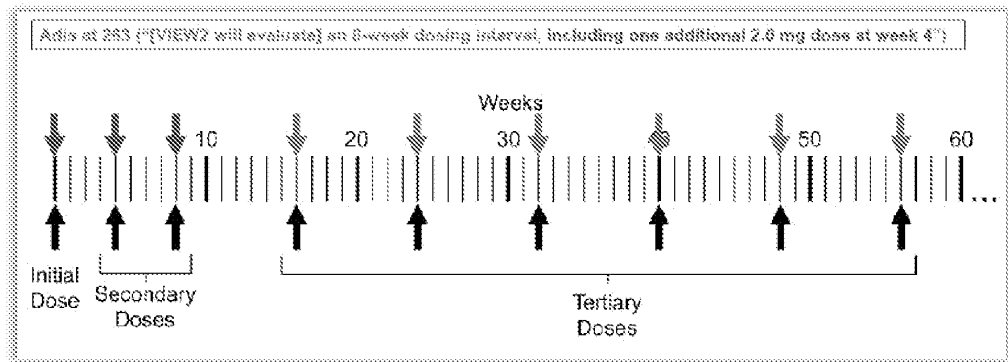 Adis at 263 ("[VIEW2 will evaluate] an 8-week dosing interval, including one additional 2.0 mg dose at week 4")
Weeks
10 20 30 50 60
...
Initial
Dose
Secondary
Doses
Tertiary
Doses